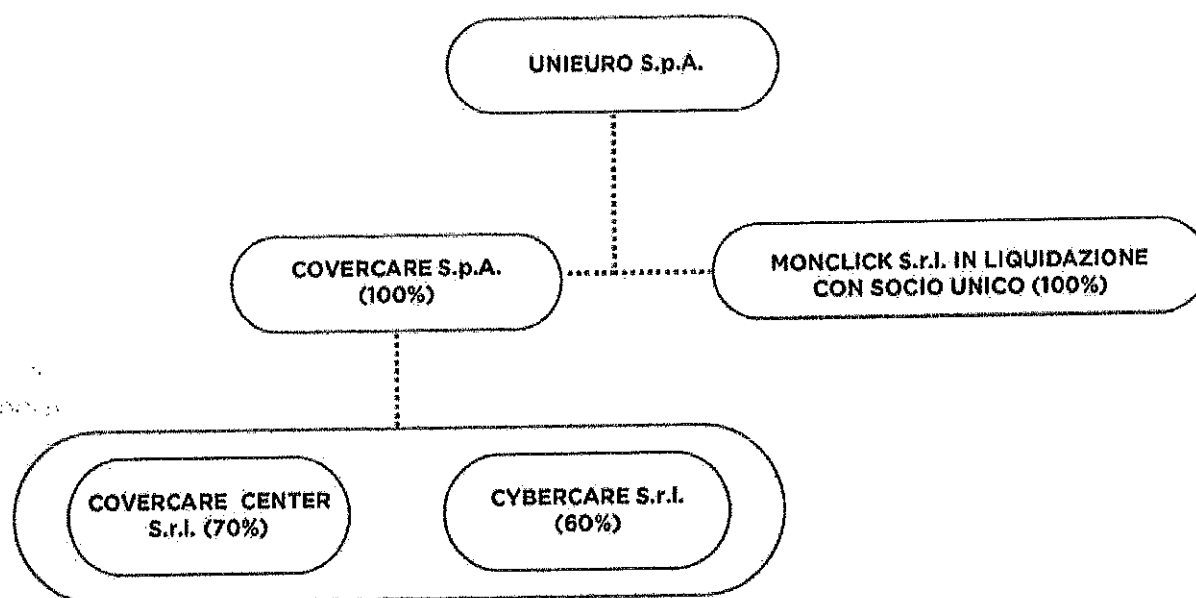 UNIEURO S.p.A.
COVERCARE S.p.A.
(100%)
MONCLICK S.r.l. IN LIQUIDAZIONE
CON SOCIO UNICO (100%)
COVERCARE CENTER
S.r.l. (70%)
CYBERCARE S.r.l.
(60%)